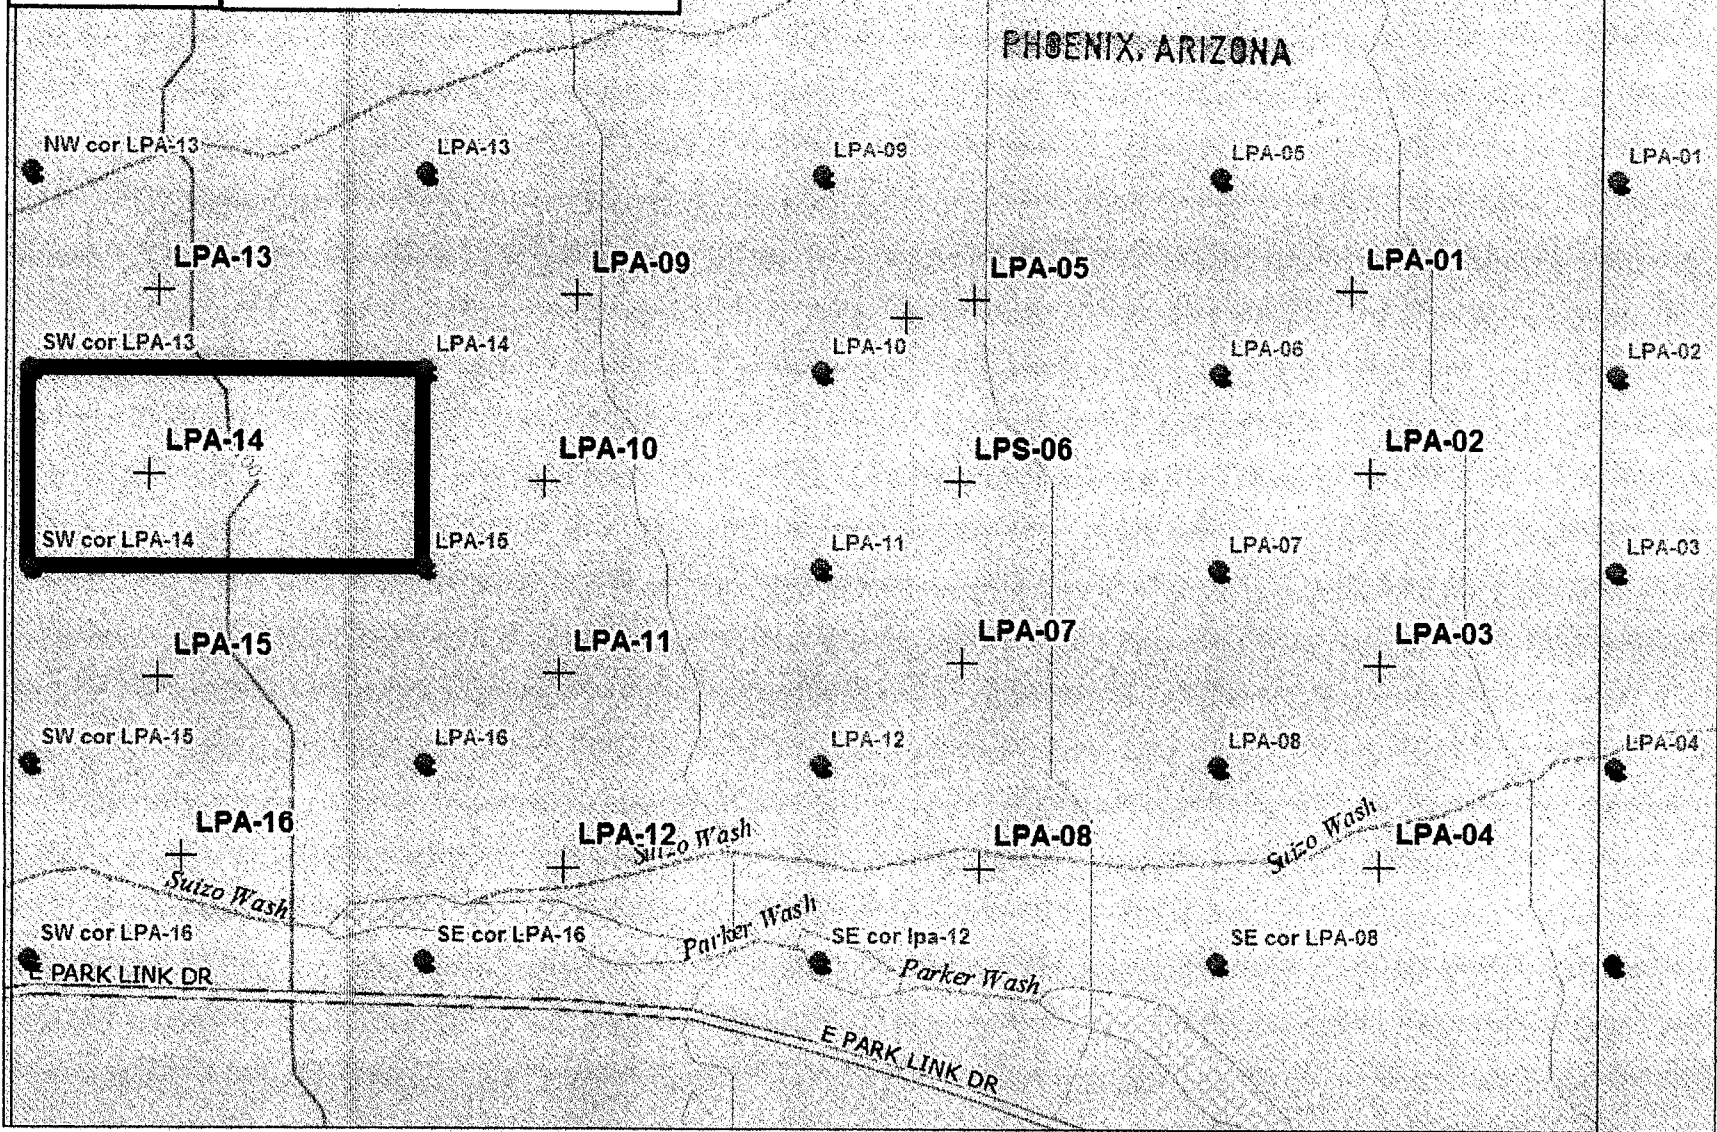 PHOENIX, ARIZONA
NW cor LPA-13
LPA-13
LPA-09
LPA-05
LPA-01
LPA-13
LPA-09
LPA-05
LPA-01
SW cor LPA-13
LPA-14
LPA-10
LPA-06
LPA-02
LPA-14
LPA-10
LPS-06
LPA-02
SW cor LPA-14
LPA-15
LPA-11
LPA-07
LPA-03
LPA-15
LPA-11
LPA-07
LPA-03
SW cor LPA-15
LPA-16
LPA-12
LPA-08
LPA-04
LPA-16
LPA-12
Suizo Wash
LPA-08
Suizo Wash
LPA-04
Suizo Wash
Parker Wash
SW cor LPA-16
SE cor LPA-16
SE cor lpa-12
SE cor LPA-08
E PARK LINK DR
Parker Wash
E PARK LINK DR